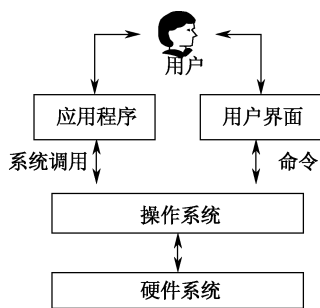 用户
应用程序
用户界面
系统调用
命令
操作系统
硬件系统